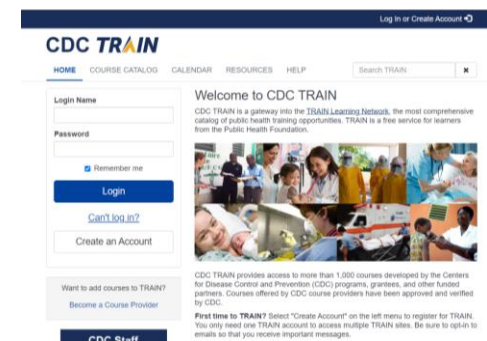 Log In or Create Account
CDC TRAIN
HOME COURSE CATALOG CALENDAR RESOURCES HELP
Search TRAIN
Login Name
Password
Remember me
Login
Can't log in?
Create an Account
Want to add courses to TRAIN?
Become a Course Provider
CDC Staff
Welcome to CDC TRAIN
CDC TRAIN is a gateway into the TRAIN Learning Network, the most comprehensive
catalog of public health training opportunities. TRAIN is a free service for learners
from the Public Health Foundation.
CDC TRAIN provides access to more than 1,000 courses developed by the Centers
for Disease Control and Prevention (CDC) programs, grantees, and other funded
partners. Courses offered by CDC course providers have been approved and verified
by CDC.
First time to TRAIN? Select "Create Account" on the left menu to register for TRAIN.
You only need one TRAIN account to access multiple TRAIN sites. Be sure to opt-in to
emails so that you receive important messages.